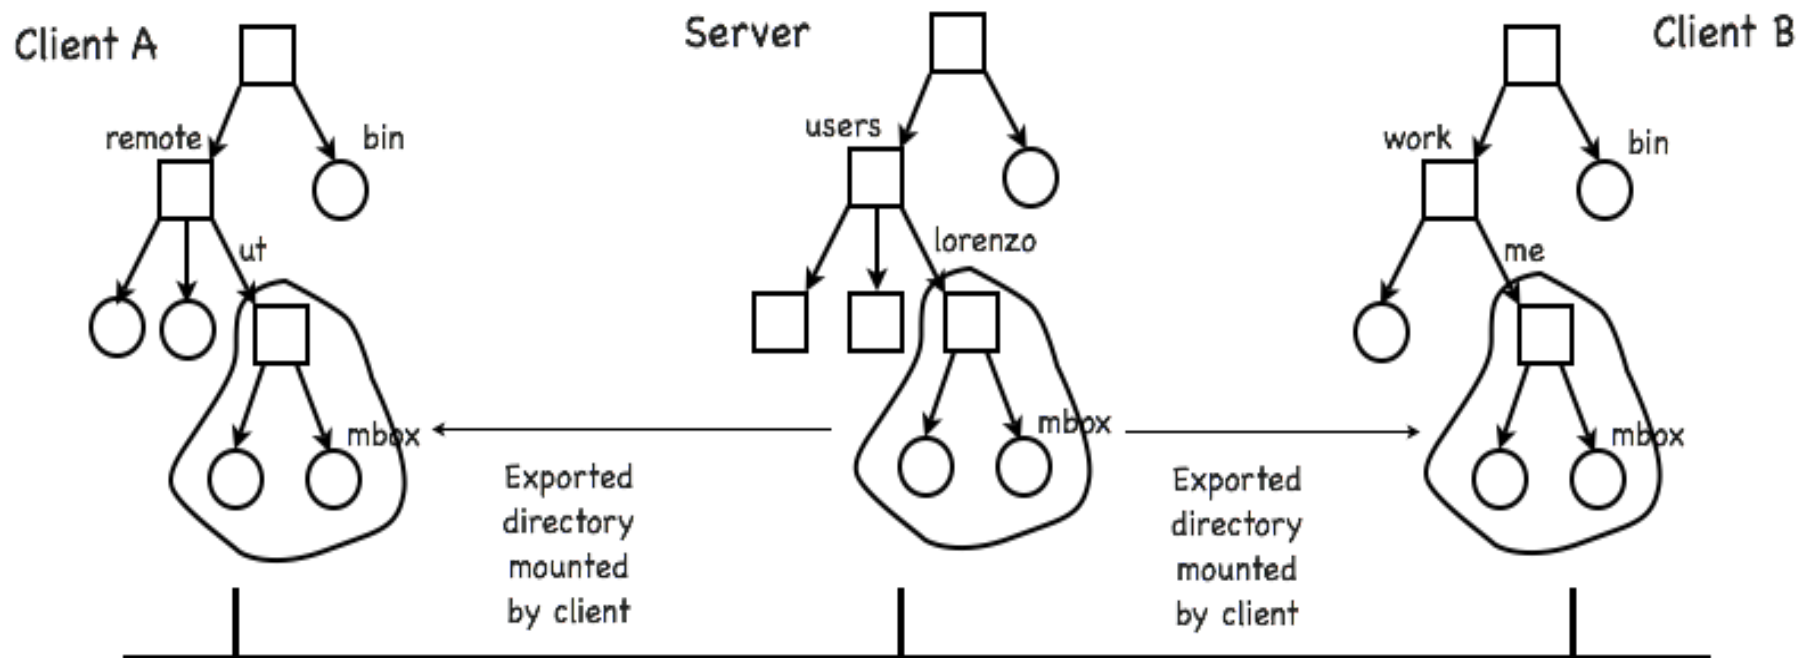 Client A
Server
Client B
remote
bin
users
work
bin
ut
lorenzo
me
mbox
mbox
mbox
Exported
directory
mounted
by client
Exported
directory
mounted
by client